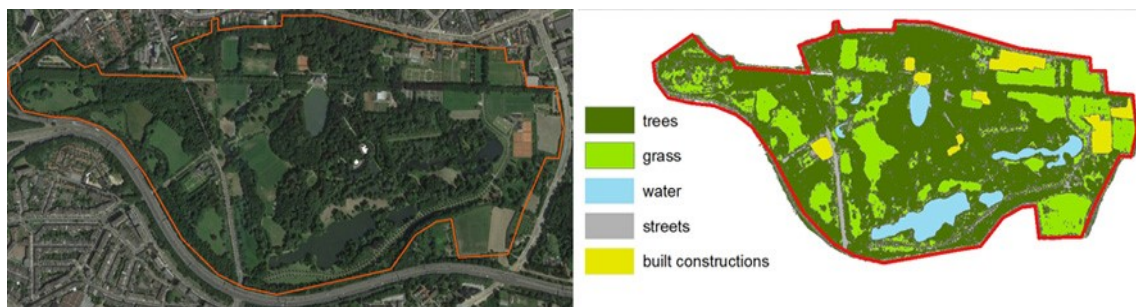 trees
grass
water
streets
built constructions